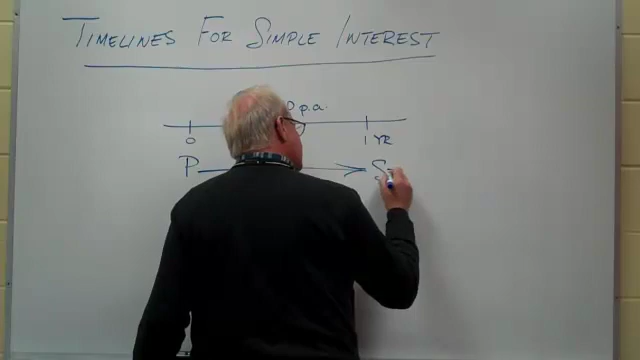 TIMELINES FOR SIMPLE INTEREST
p.a.
0 1 YR
P S